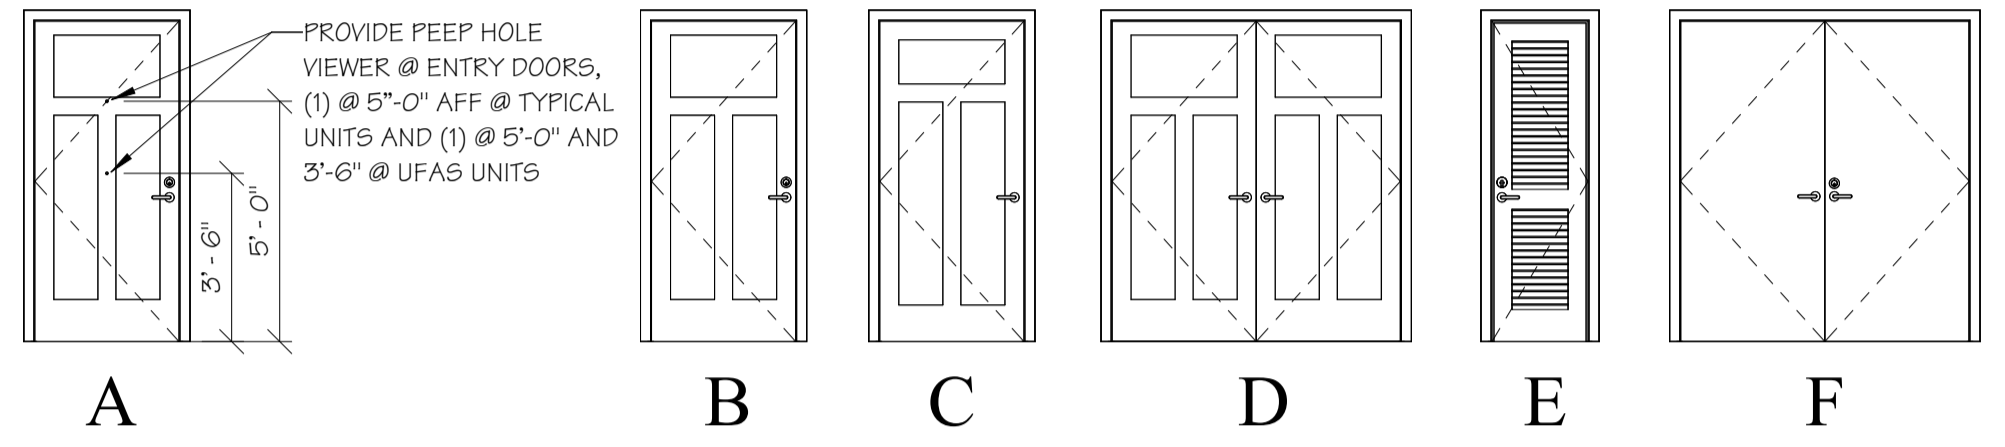 PROVIDE PEEP HOLE
VIEWER @ ENTRY DOORS,
(1) @ 5"-0" AFF @ TYPICAL
UNITS AND (1) @ 5'-0" AND
3'-6" @ UFAS UNITS
3' - 6"
5' - 0"
A
B
C
D
E
F